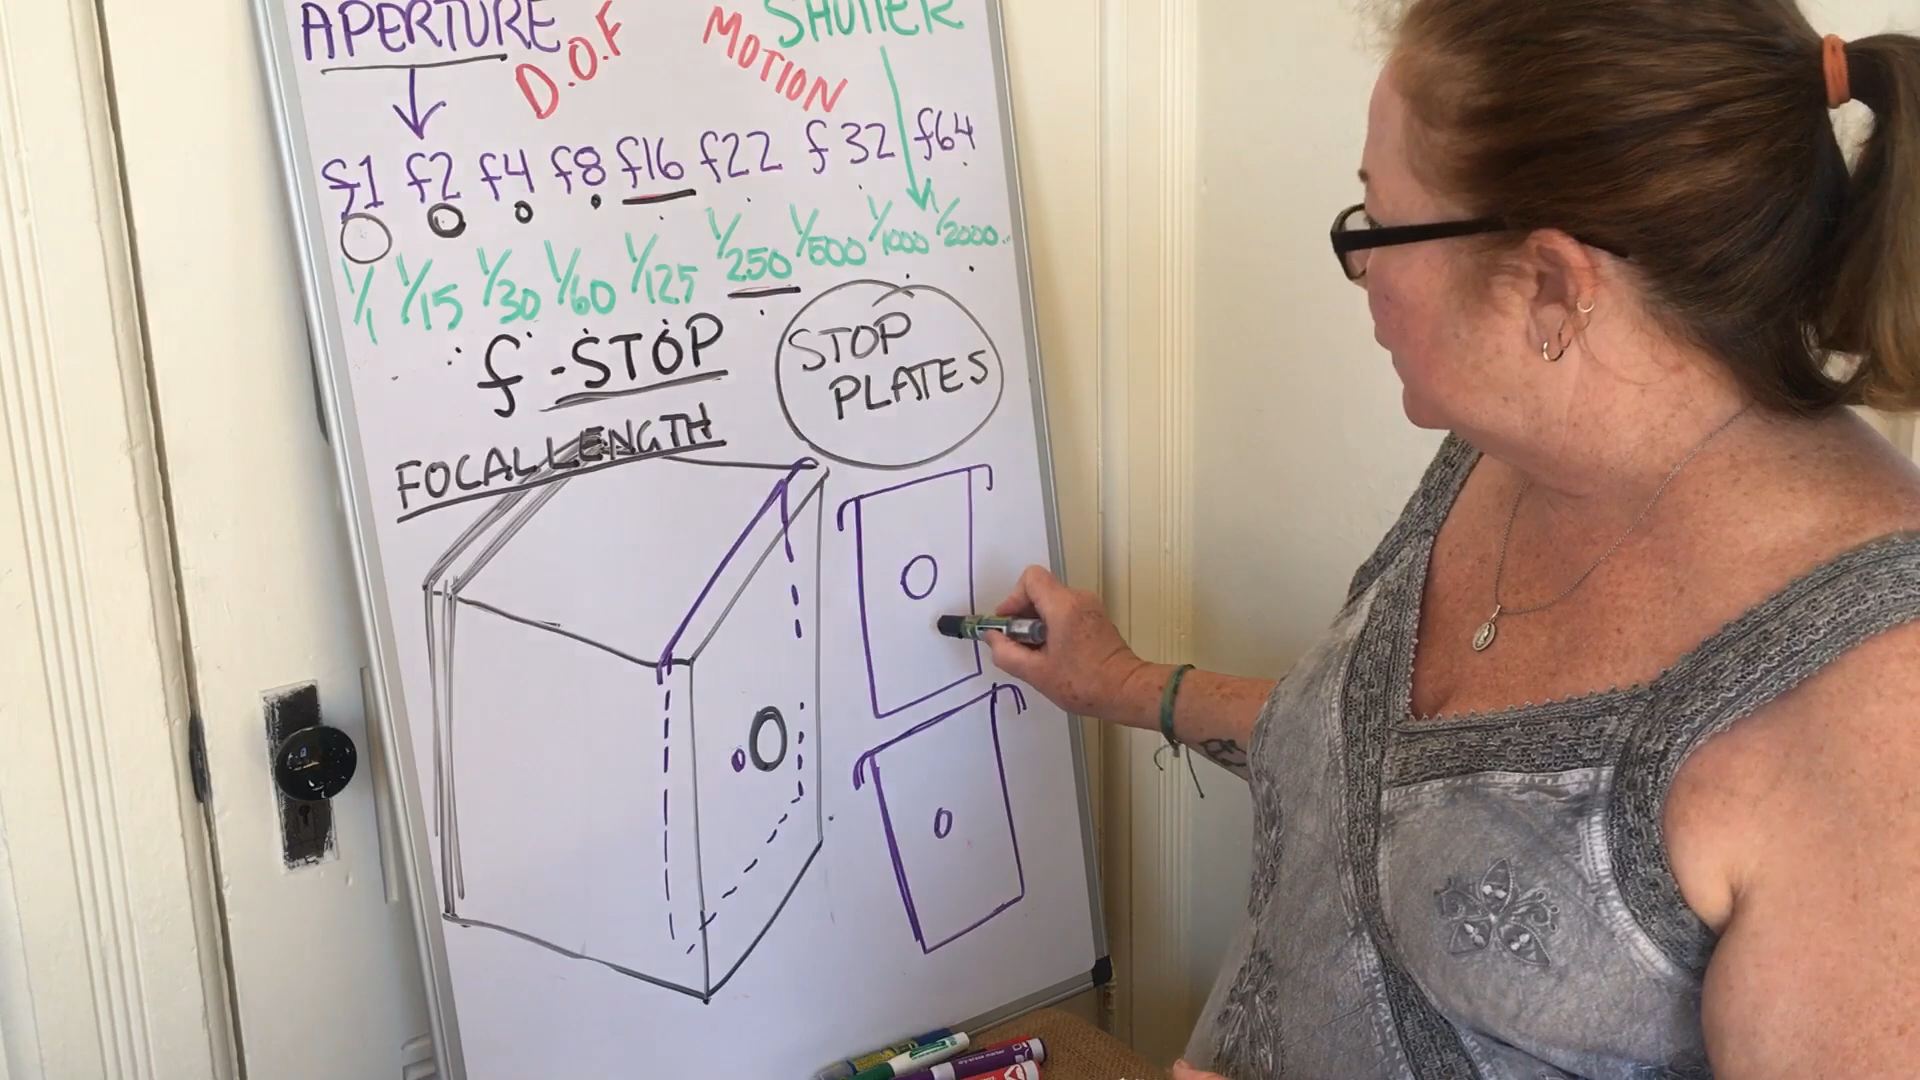 APERTURE
D.O.F
MOTION
SHUTTER
f1 f2 f4 f8 f16 f22 f32 f64
1/1 1/15 1/30 1/60 1/125 1/250 1/500 1/1000 1/2000..
f-STOP
STOP
PLATES
FOCAL LENGTH